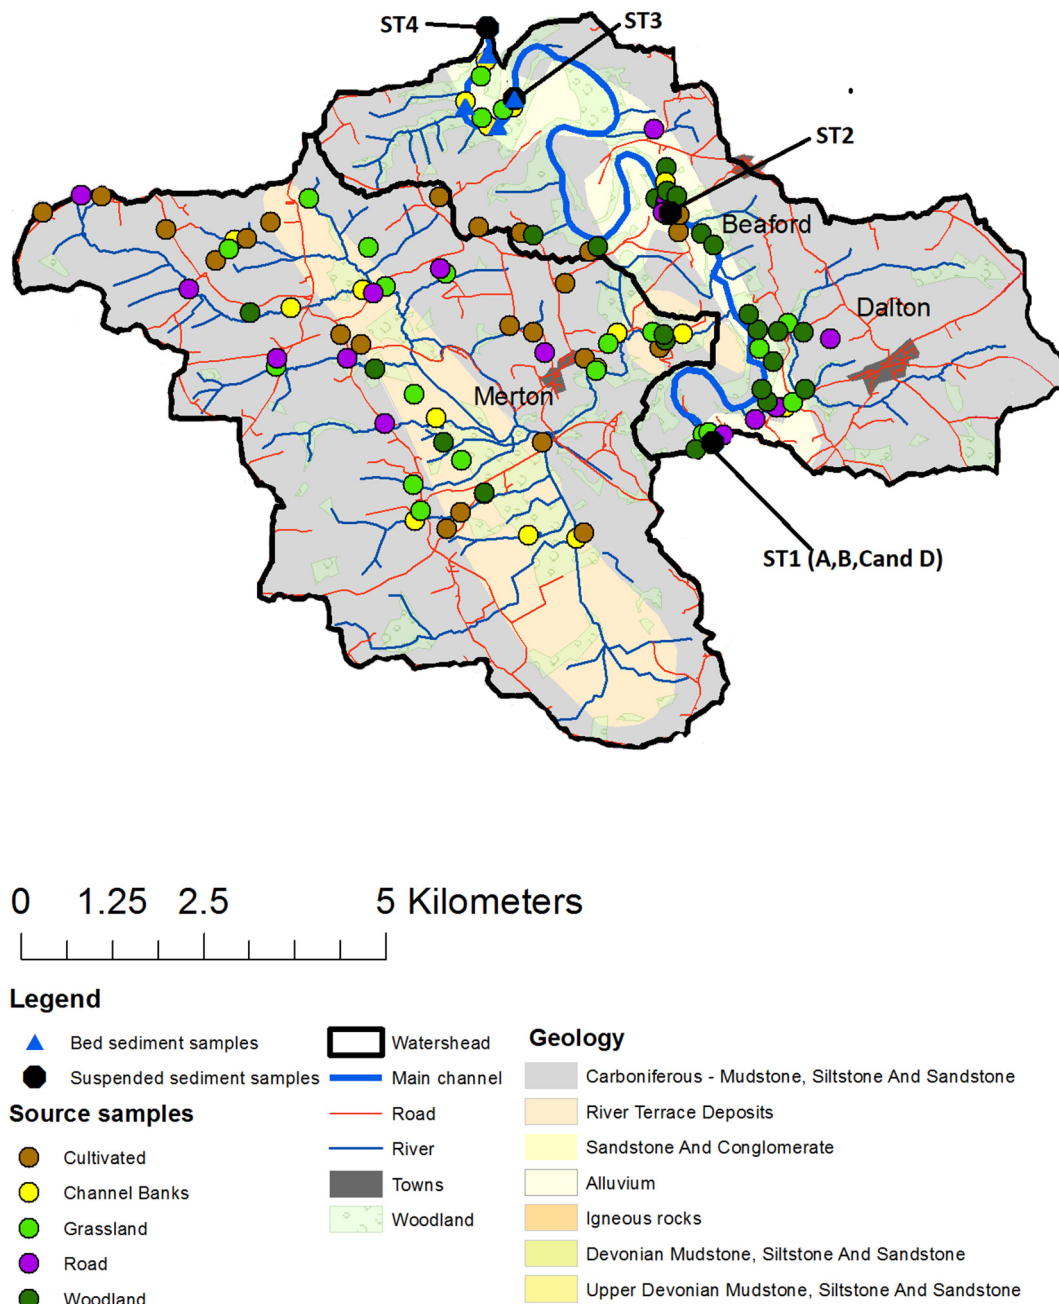 ST4
ST3
ST2
Beaford
Dalton
Merton
ST1 (A,B,Cand D)
0 1.25 2.5 5 Kilometers
Legend
Bed sediment samples
Suspended sediment samples
Source samples
Cultivated
Channel Banks
Grassland
Road
Woodland
Watershead
Main channel
Road
River
Towns
Woodland
Geology
Carboniferous - Mudstone, Siltstone And Sandstone
River Terrace Deposits
Sandstone And Conglomerate
Alluvium
Igneous rocks
Devonian Mudstone, Siltstone And Sandstone
Upper Devonian Mudstone, Siltstone And Sandstone